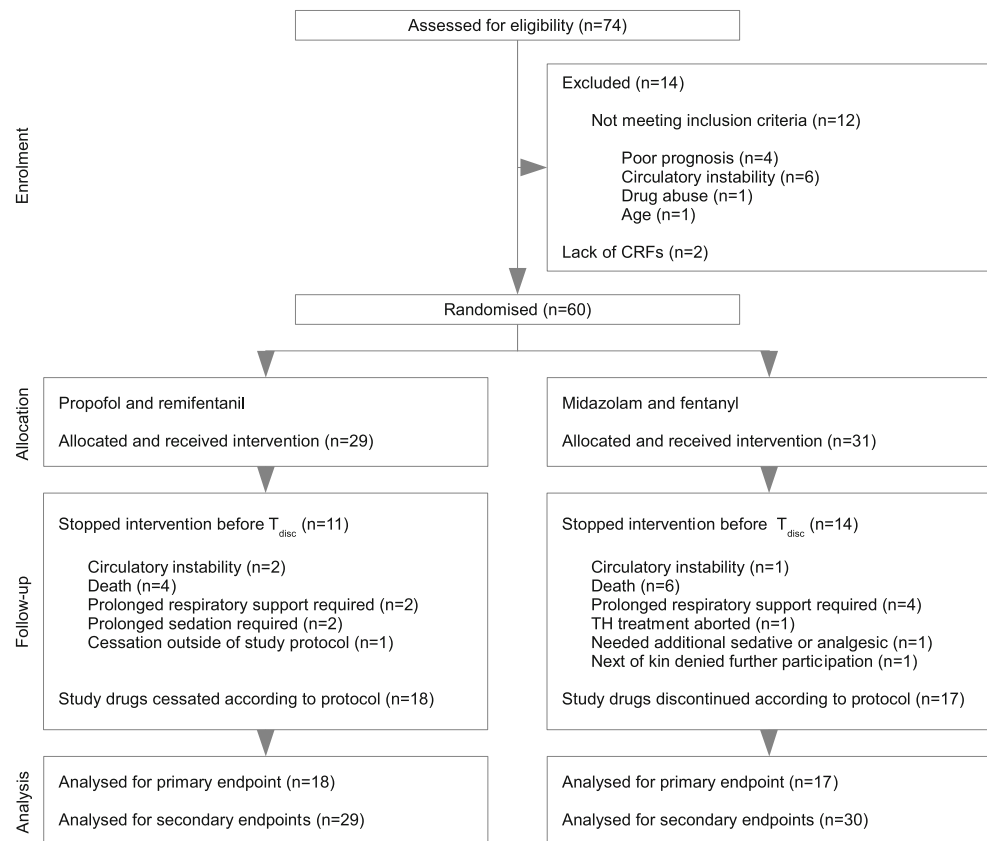 Assessed for eligibility (n=74)
Enrolment
Excluded (n=14)
Not meeting inclusion criteria (n=12)
Poor prognosis (n=4)
Circulatory instability (n=6)
Drug abuse (n=1)
Age (n=1)
Lack of CRFs (n=2)
Randomised (n=60)
Allocation
Propofol and remifentanil
Allocated and received intervention (n=29)
Midazolam and fentanyl
Allocated and received intervention (n=31)
Follow-up
Stopped intervention before Tdisc (n=11)
Circulatory instability (n=2)
Death (n=4)
Prolonged respiratory support required (n=2)
Prolonged sedation required (n=2)
Cessation outside of study protocol (n=1)
Study drugs cessated according to protocol (n=18)
Stopped intervention before Tdisc (n=14)
Circulatory instability (n=1)
Death (n=6)
Prolonged respiratory support required (n=4)
TH treatment aborted (n=1)
Needed additional sedative or analgesic (n=1)
Next of kin denied further participation (n=1)
Study drugs discontinued according to protocol (n=17)
Analysis
Analysed for primary endpoint (n=18)
Analysed for secondary endpoints (n=29)
Analysed for primary endpoint (n=17)
Analysed for secondary endpoints (n=30)